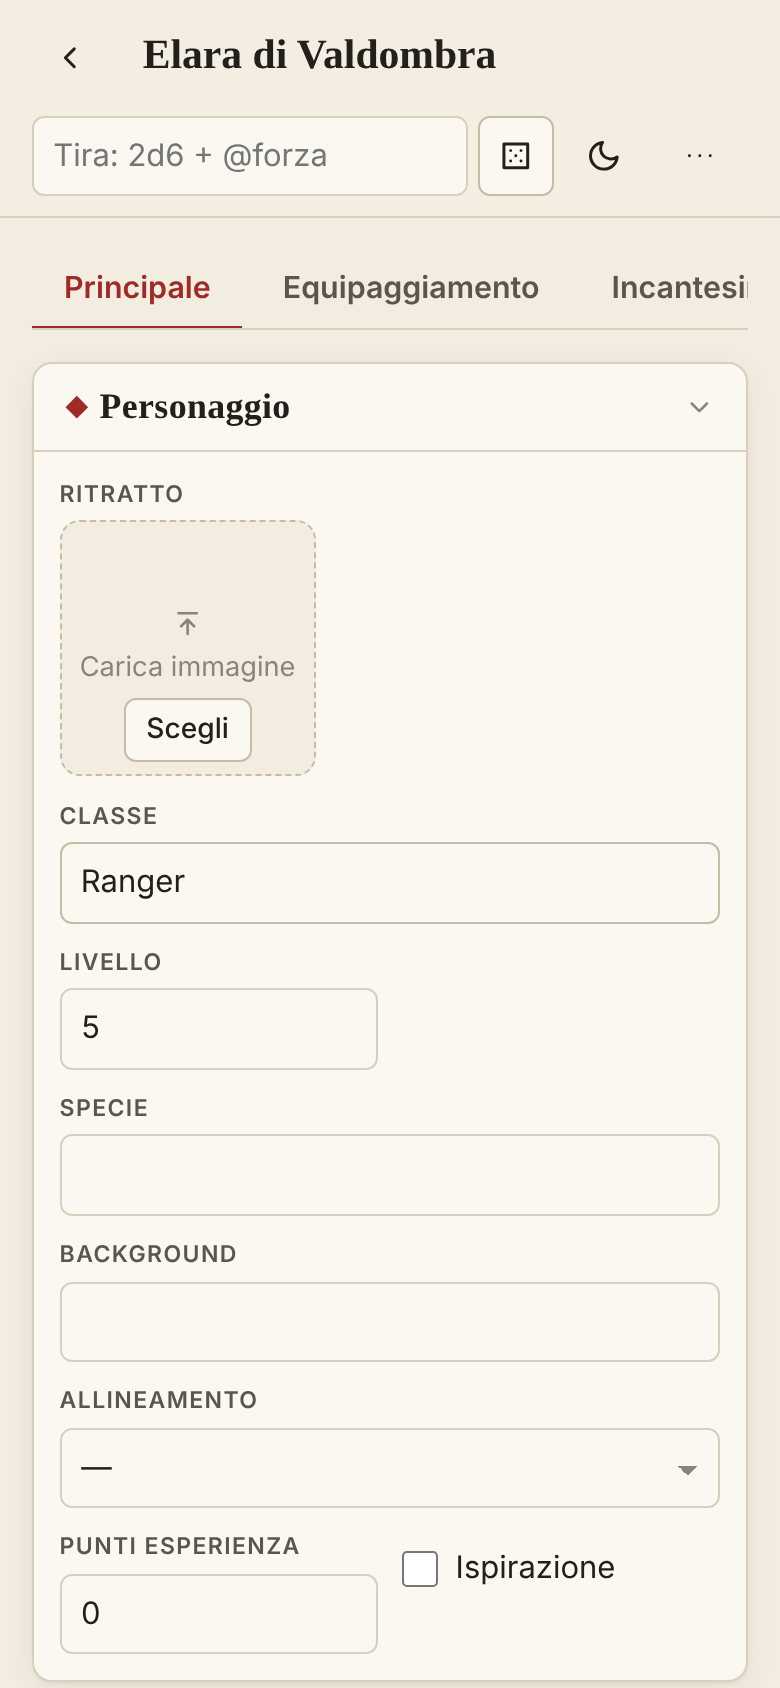 Elara di Valdombra
Tira: 2d6 + @forza
...
Principale Equipaggiamento
Personaggio
RITRATTO
Carica immagine
Scegli
CLASSE
Ranger
LIVELLO
5
SPECIE
BACKGROUND
ALLINEAMENTO
—
PUNTI ESPERIENZA
Ispirazione
0